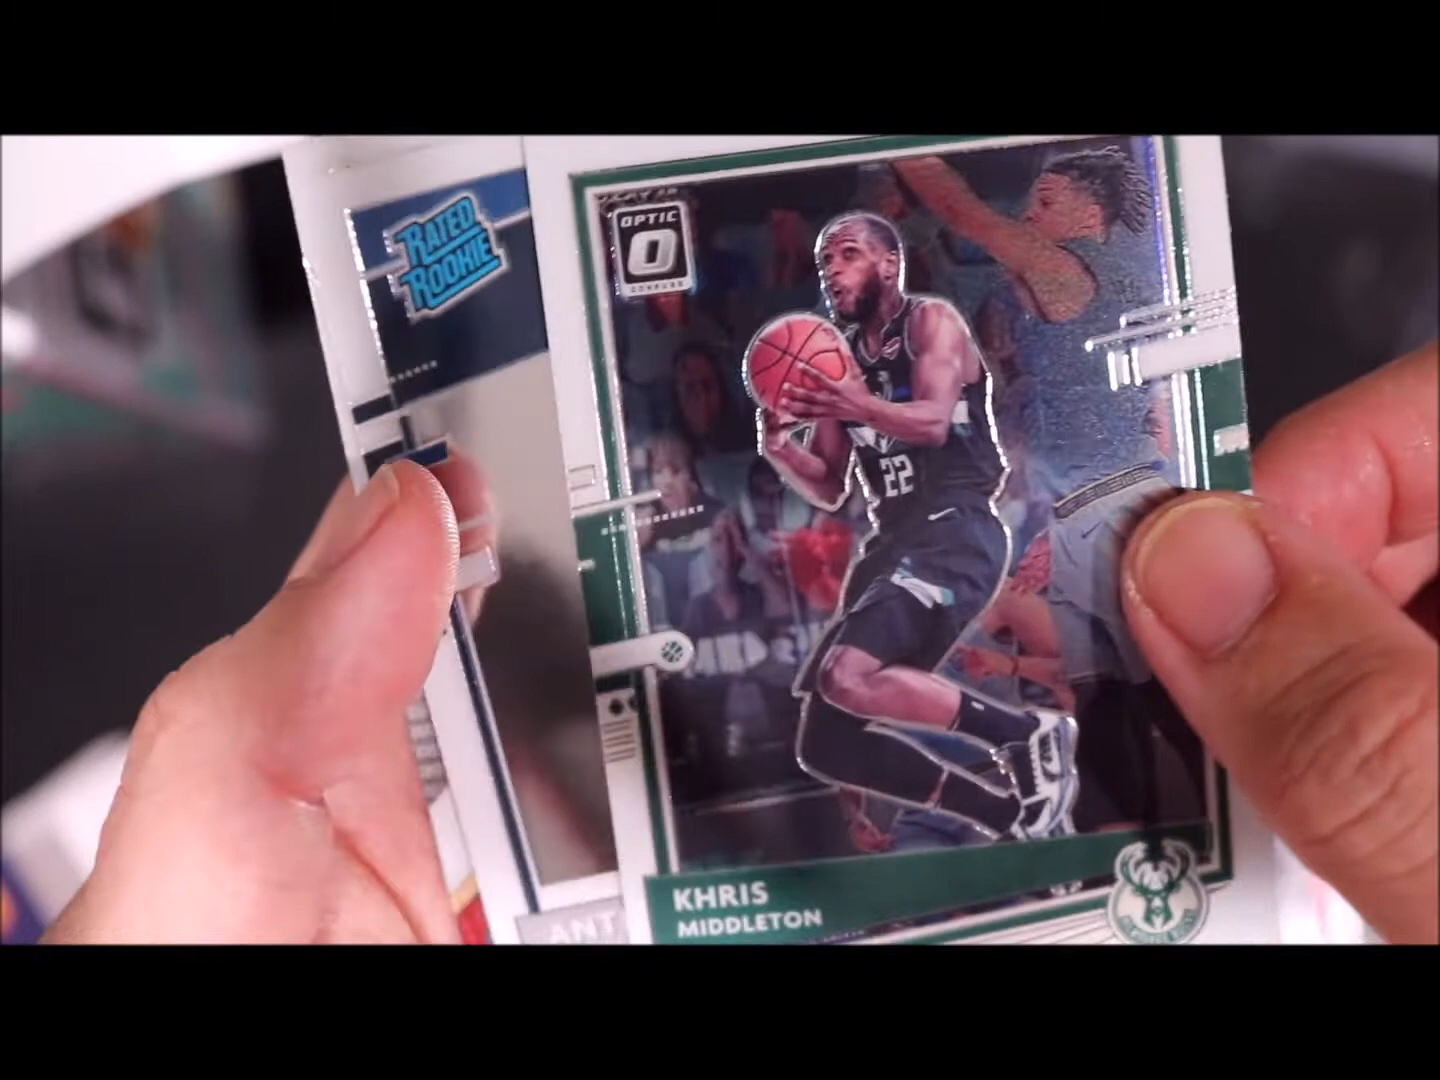 RATED
ROOKIE
OPTIC
O
DONRUSS
22
ANT
KHRIS
MIDDLETON